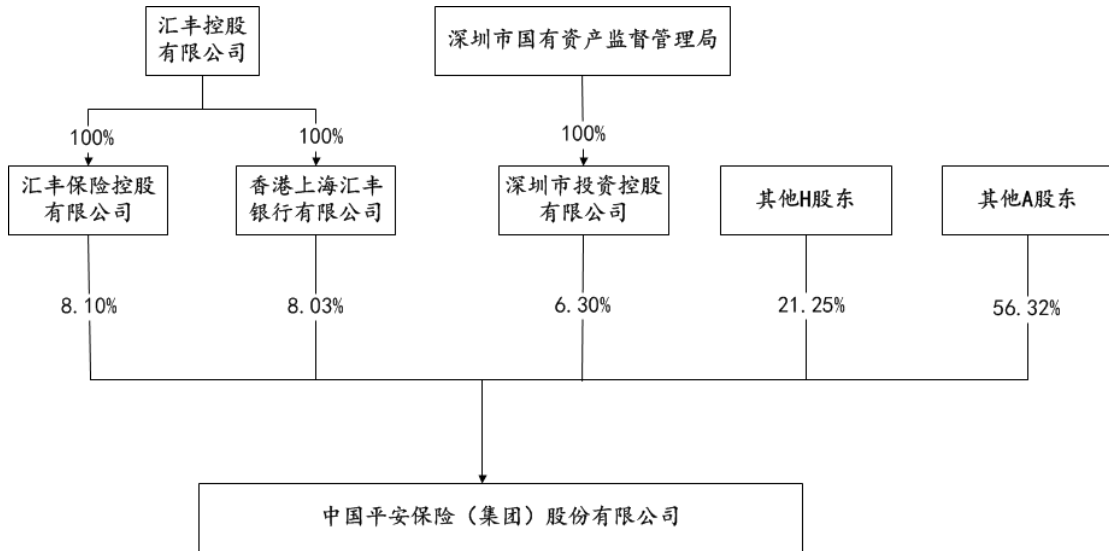 汇丰控股
有限公司
深圳市国有资产监督管理局
100%
100%
100%
汇丰保险控股
有限公司
香港上海汇丰
银行有限公司
深圳市投资控股
有限公司
其他H股东
其他A股东
8.10%
8.03%
6.30%
21.25%
56.32%
中国平安保险（集团）股份有限公司